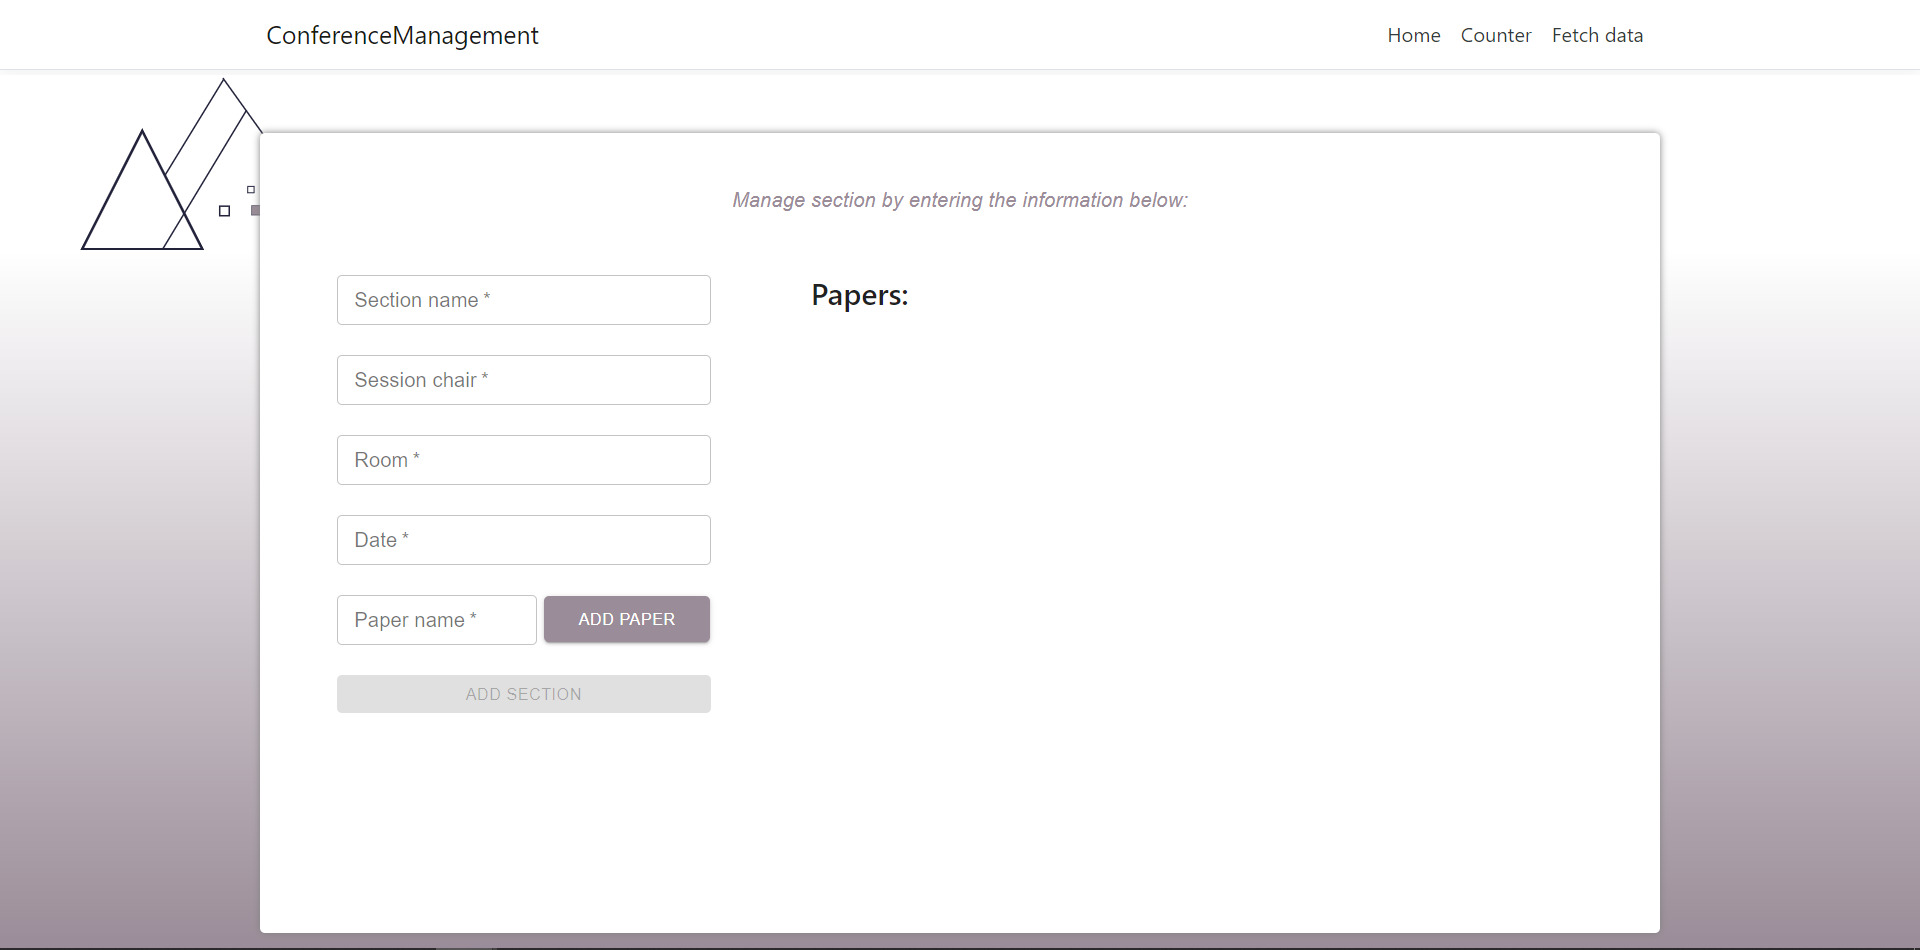 ConferenceManagement
Home Counter Fetch data
Manage section by entering the information below:
Section name *
Papers:
Session chair *
Room *
Date *
Paper name *
ADD PAPER
ADD SECTION